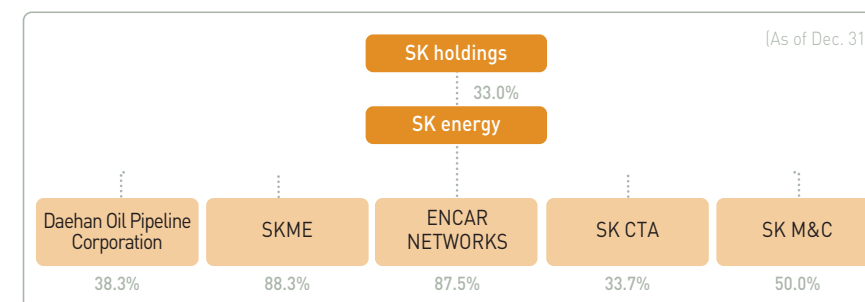 (As of Dec. 31
SK holdings
33.0%
SK energy
Daehan Oil Pipeline
Corporation
SKME
ENCAR
NETWORKS
SK CTA
SK M&C
38.3%
88.3%
87.5%
33.7%
50.0%